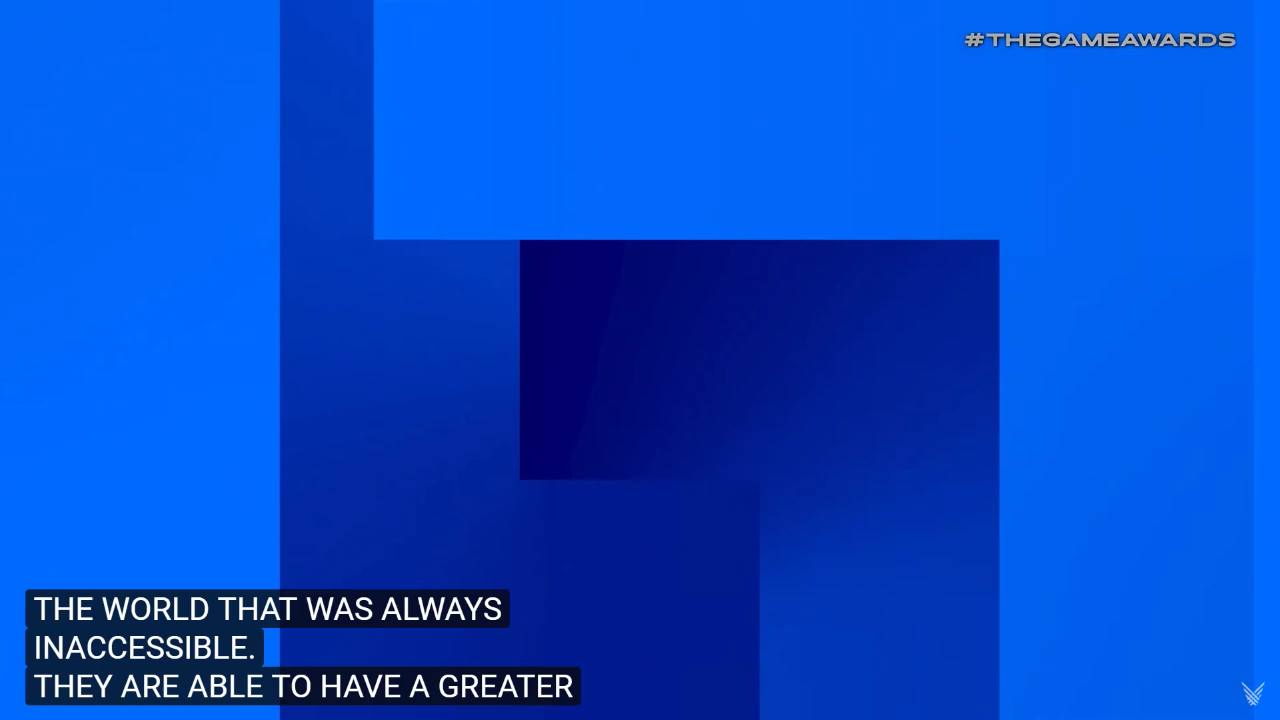 #THEGAMEAWARDS
THE WORLD THAT WAS ALWAYS
INACCESSIBLE.
THEY ARE ABLE TO HAVE A GREATER